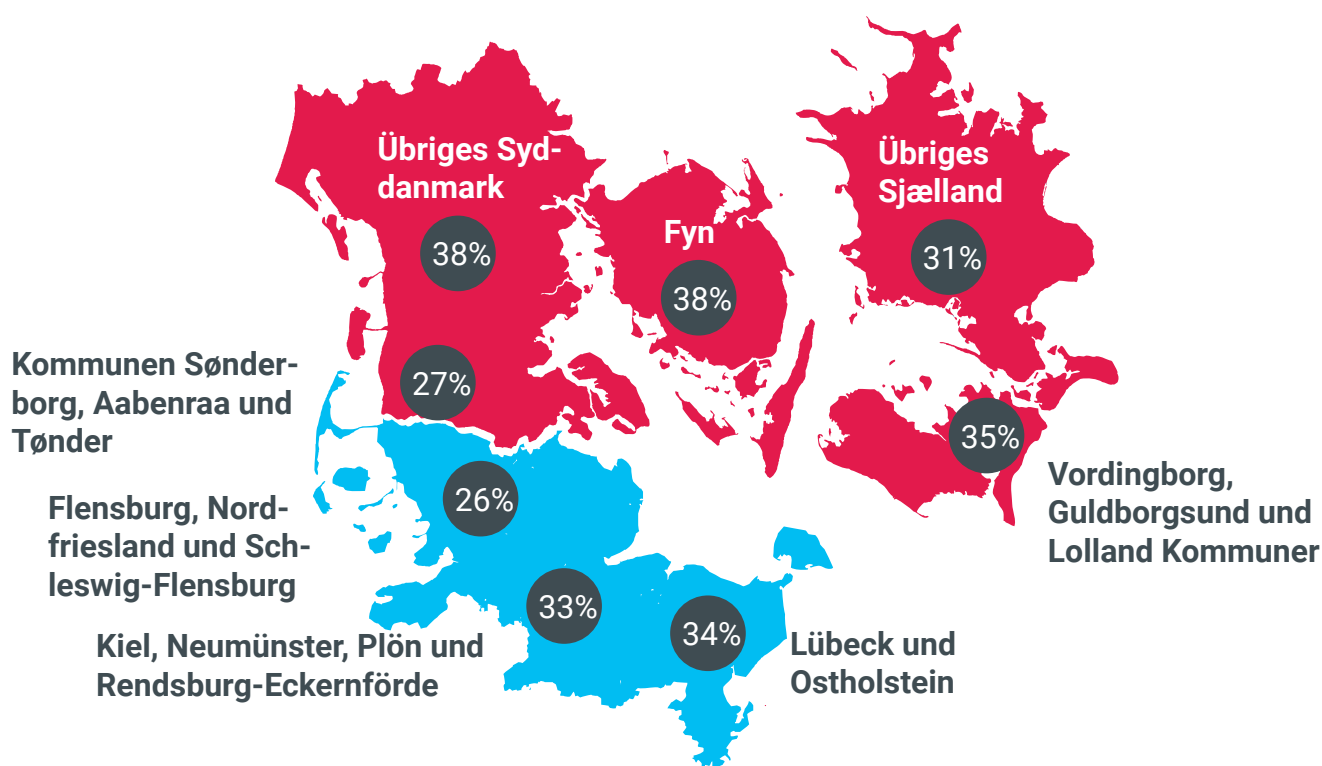 Übriges Syd-
danmark
38%
Fyn
38%
Übriges
Sjælland
31%
Kommunen Sønder-
borg, Aabenraa und
Tønder
27%
Flensburg, Nord-
friesland und Sch-
leswig-Flensburg
26%
Kiel, Neumünster, Plön und
Rendsburg-Eckernförde
33%
34%
Lübeck und
Ostholstein
35%
Vordingborg,
Guldborgsund und
Lolland Kommuner